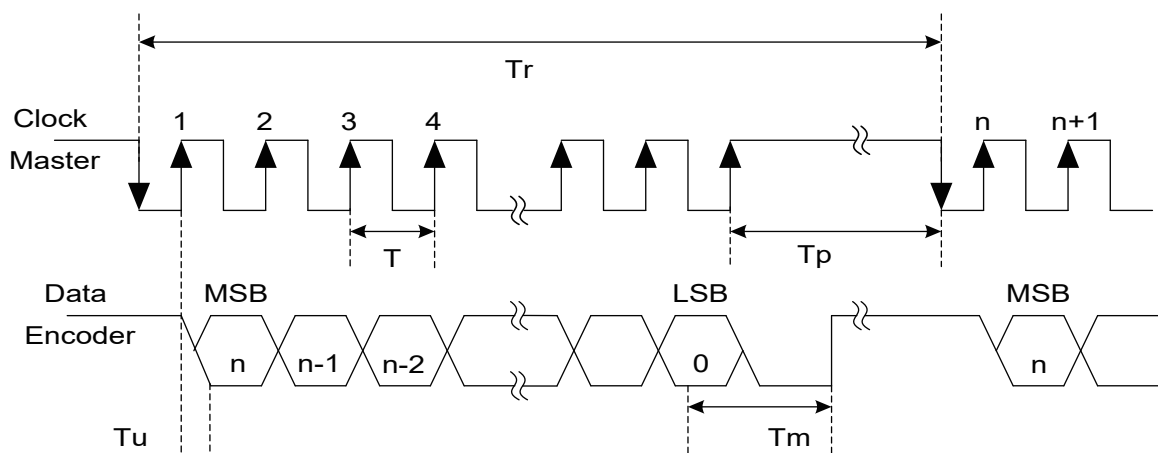 Tr
Clock
Master
1 2 3 4 n n+1
T Tp
Data
Encoder
MSB LSB MSB
n n-1 n-2 0 n
Tu Tm